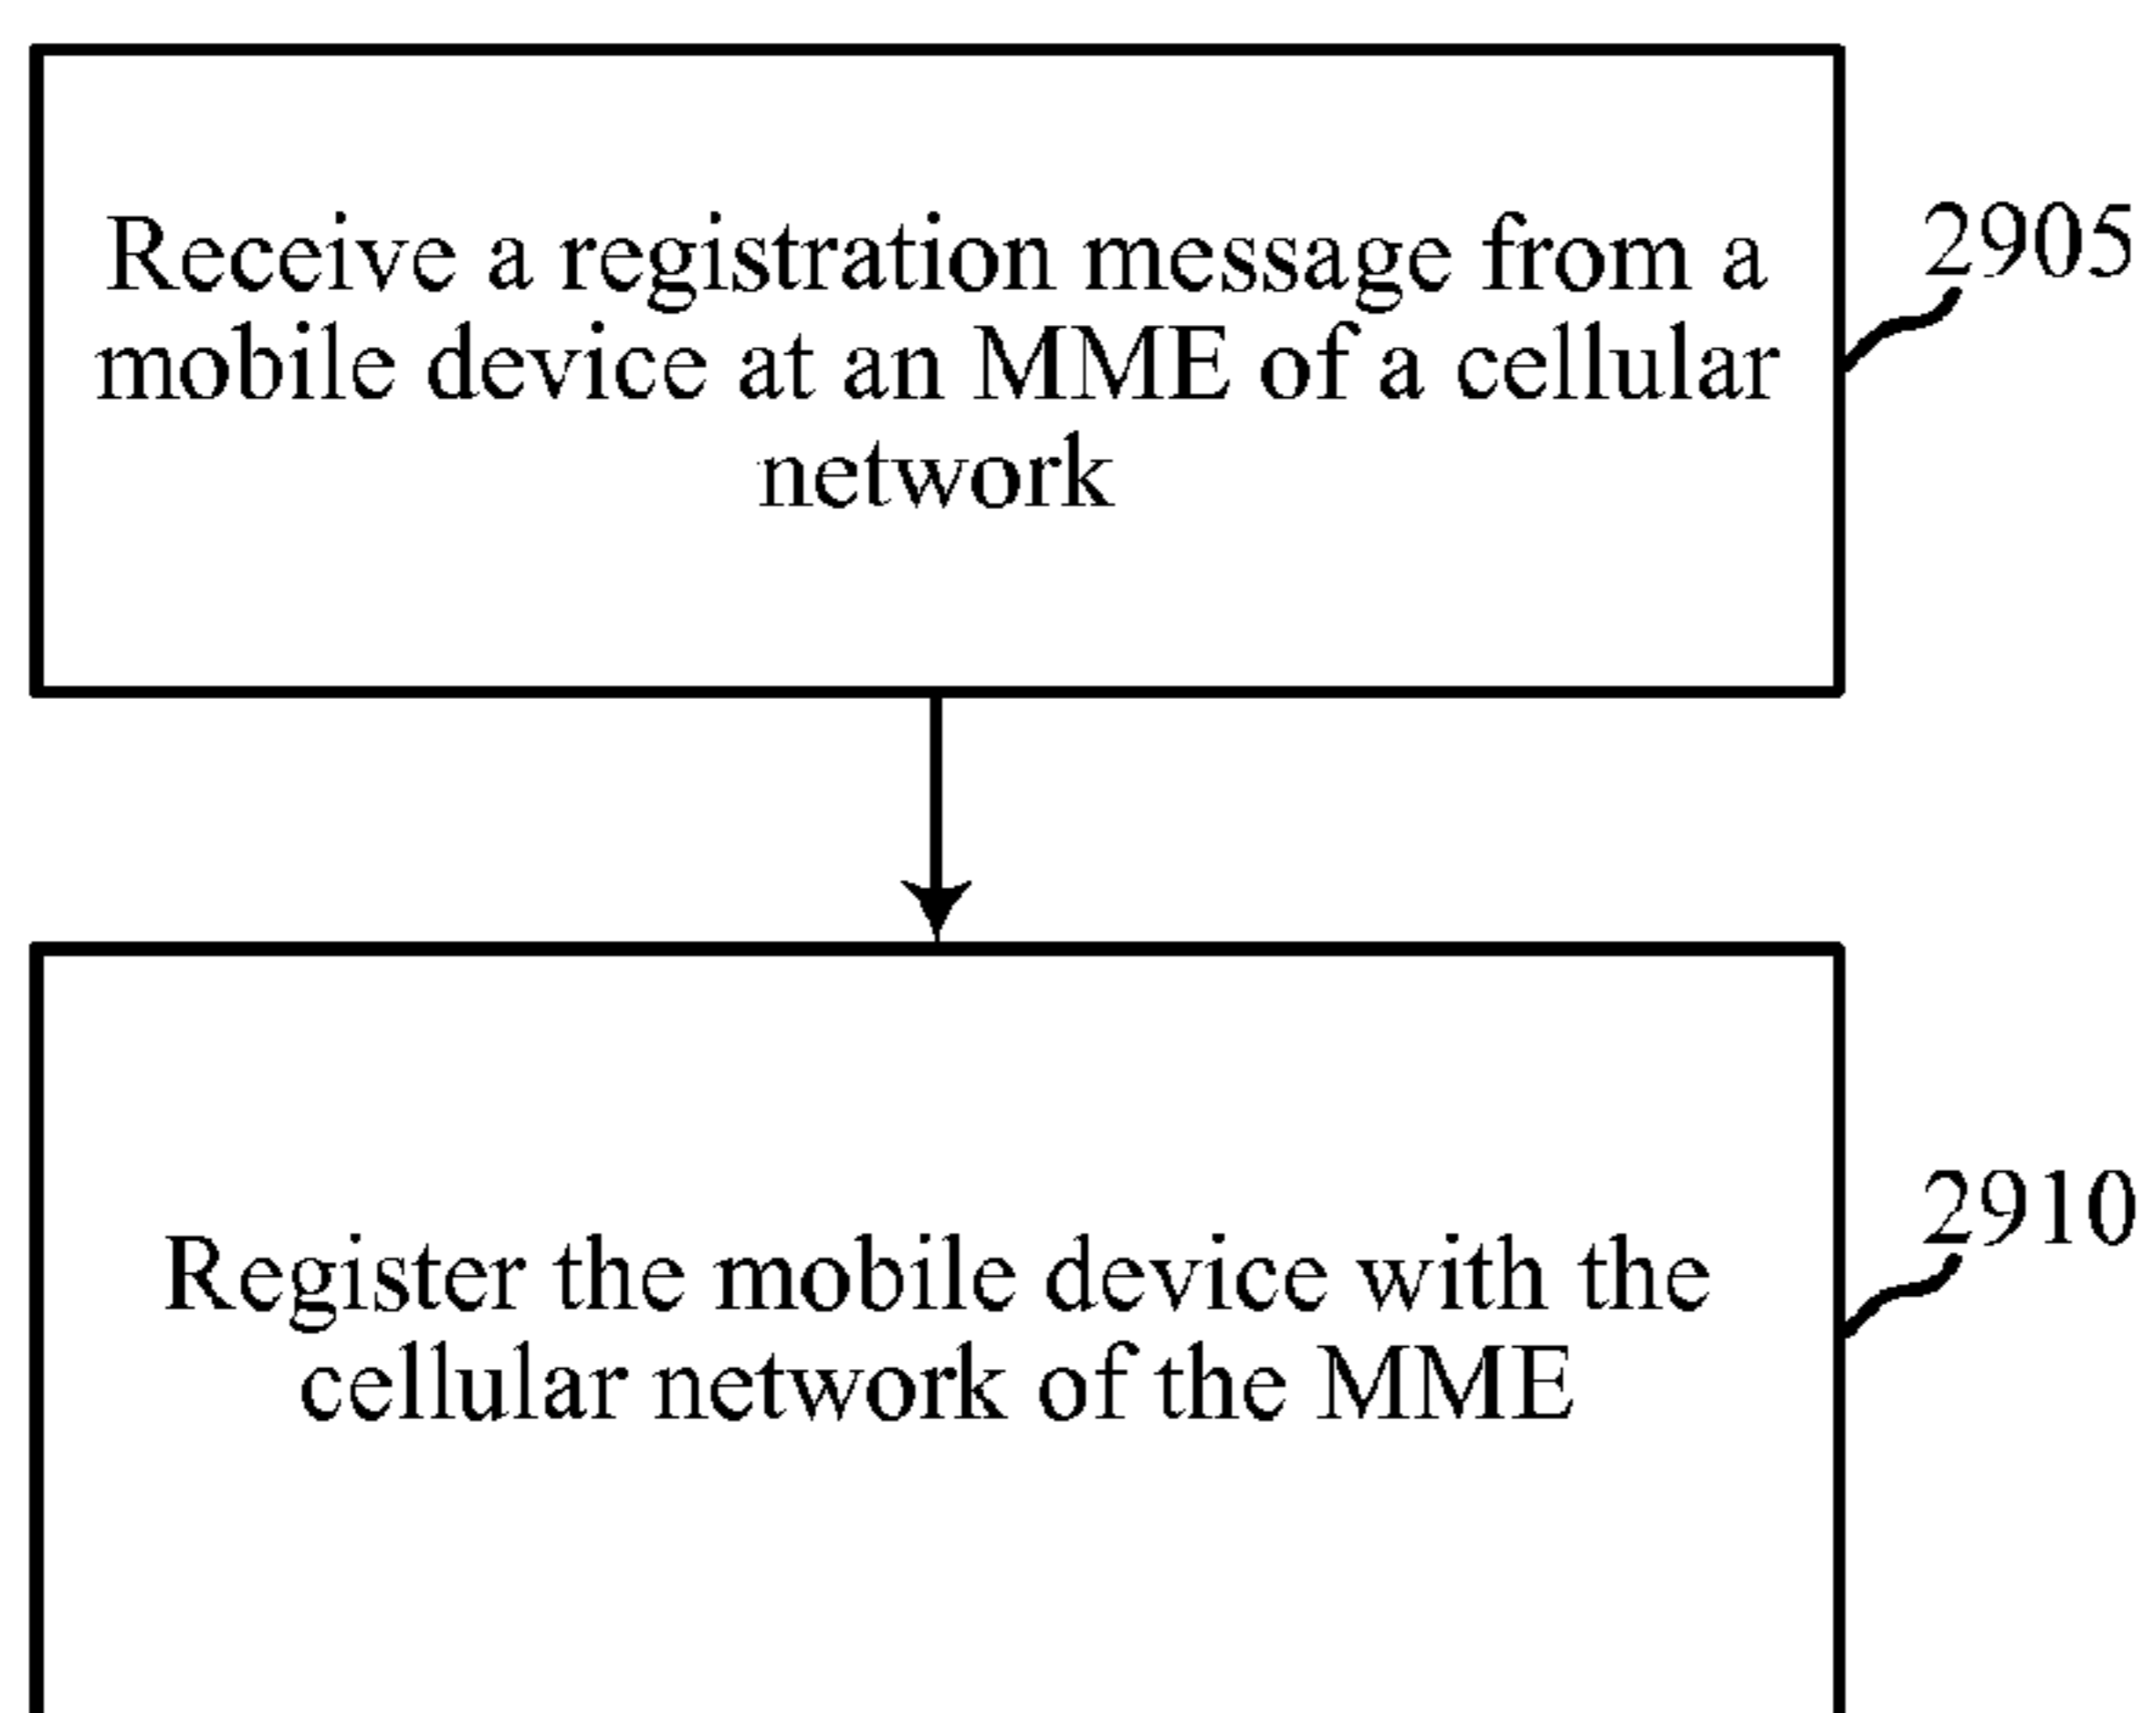 Receive a registration message from a
mobile device at an MME of a cellular
network
2905
Register the mobile device with the
cellular network of the MME
2910